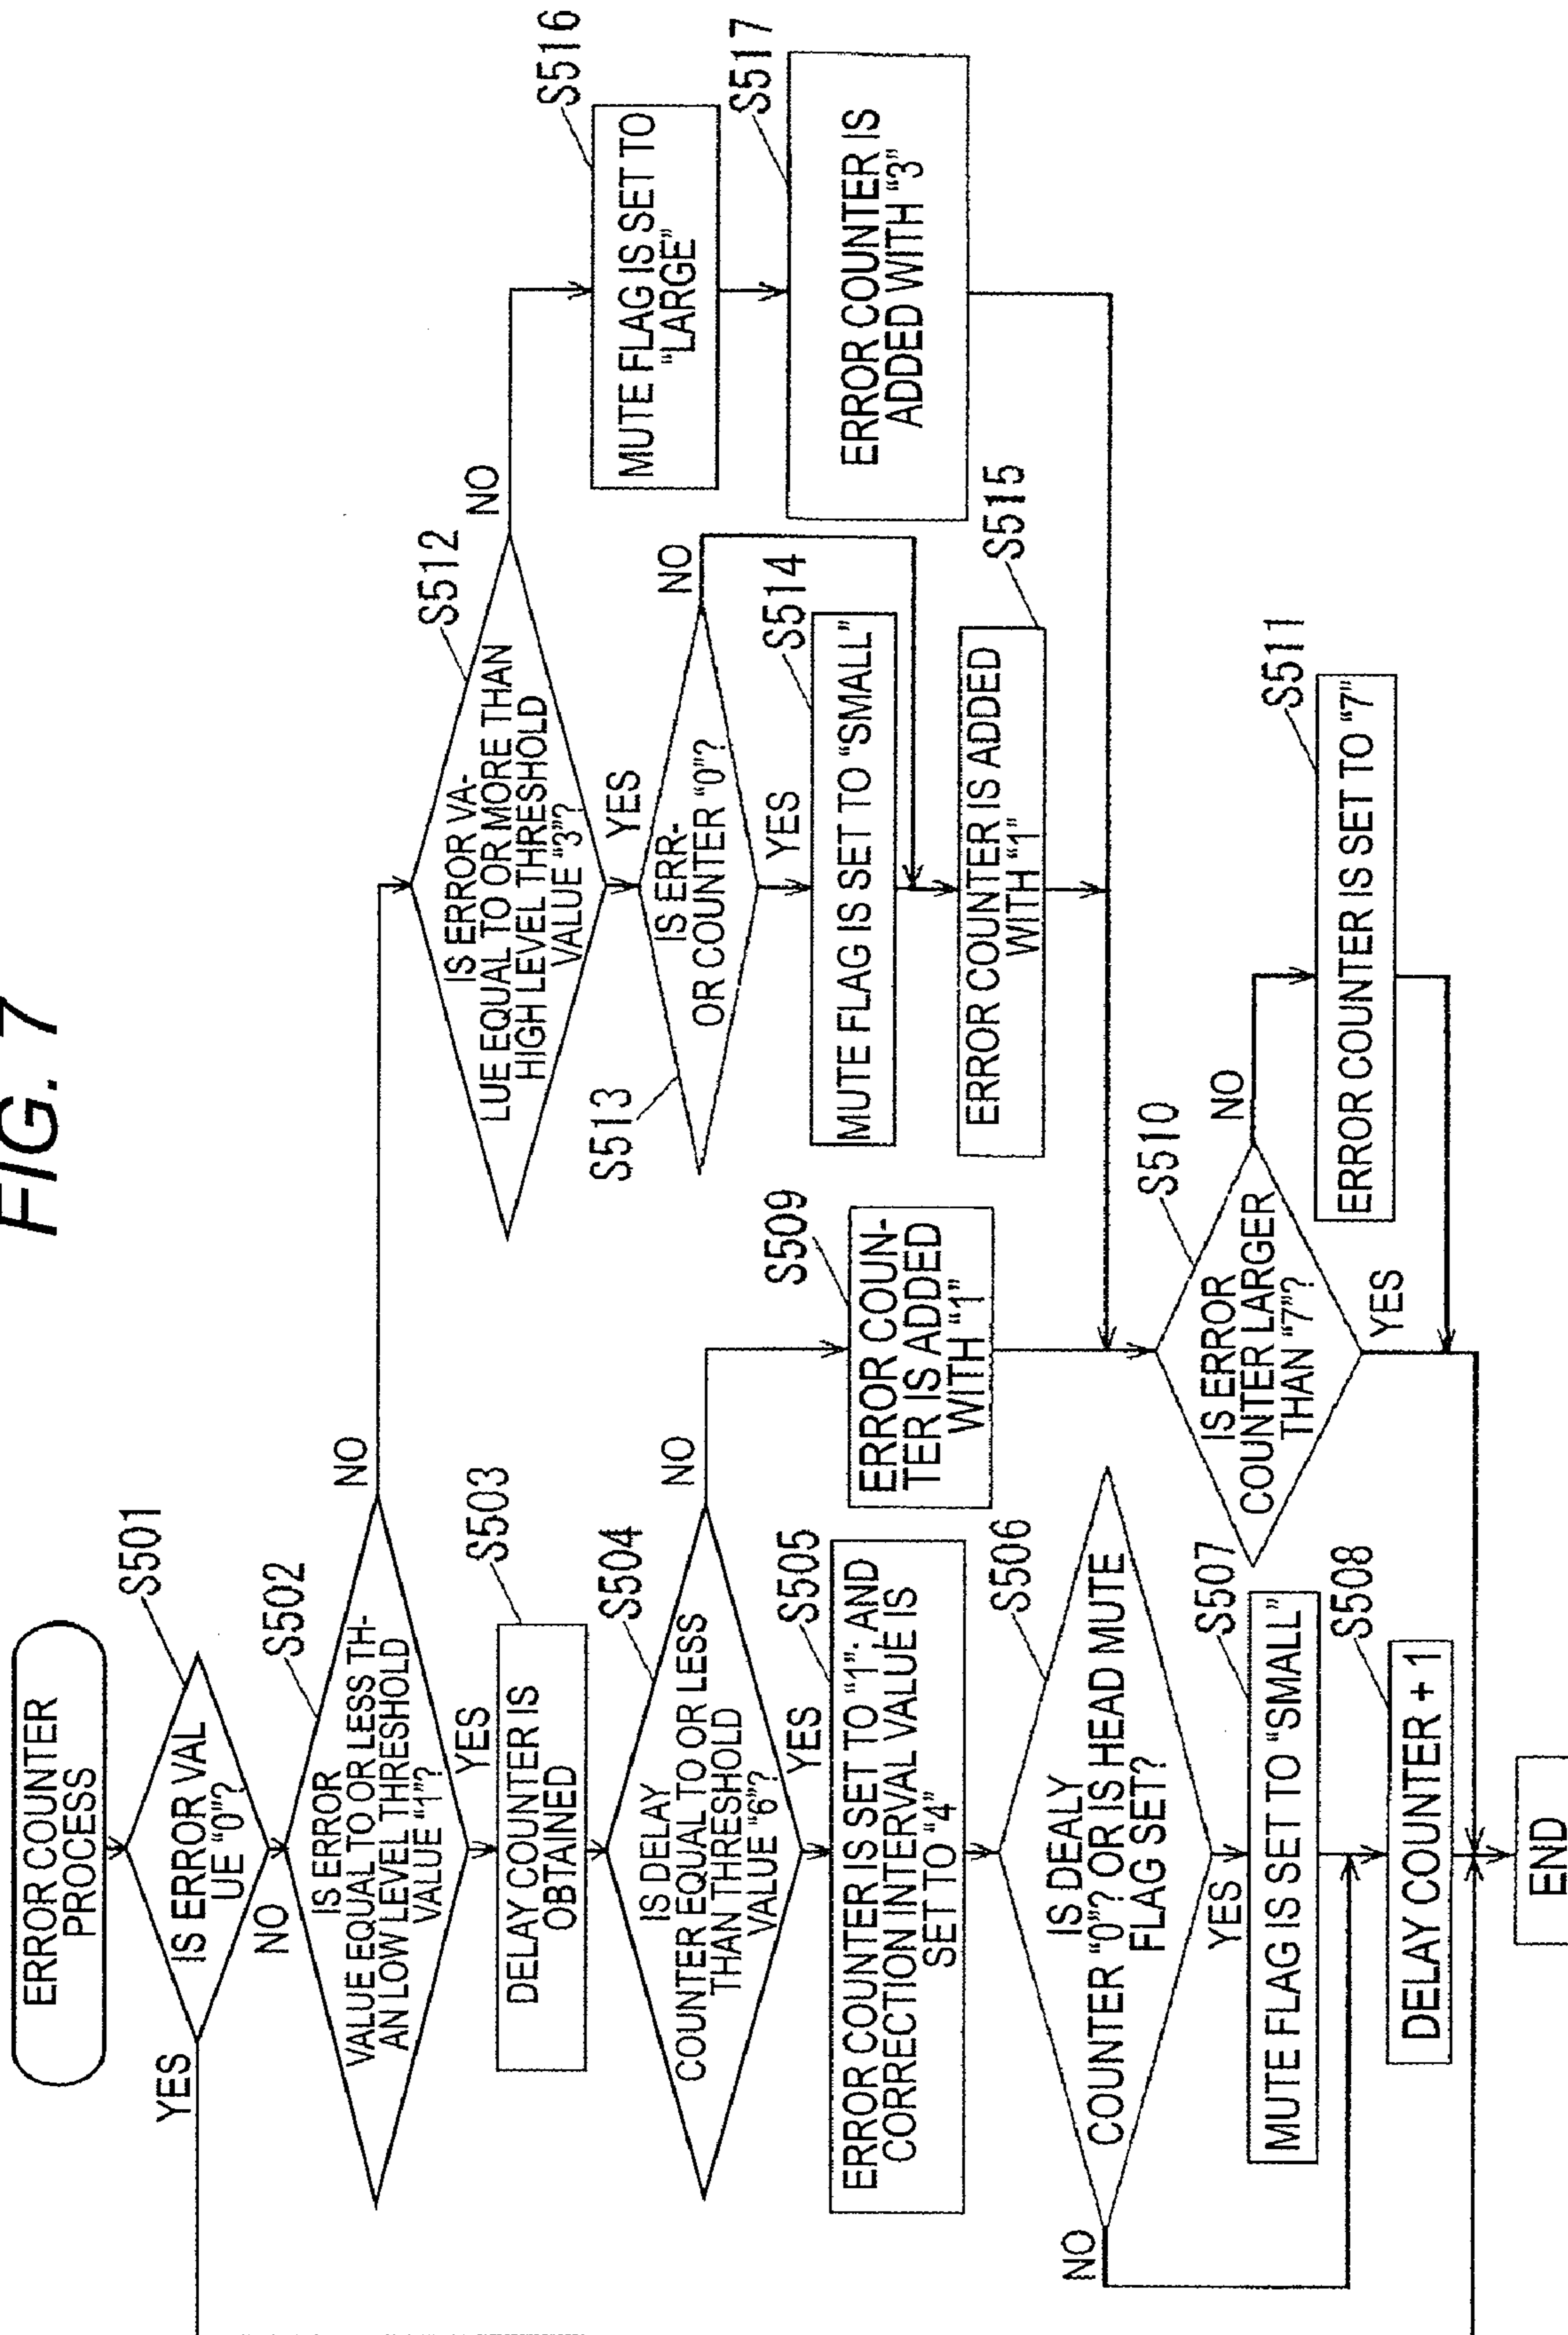 FIG. 7
ERROR COUNTER
PROCESS
S501
IS ERROR VAL
UE “0”?
YES
NO
S502
IS ERROR
VALUE EQUAL TO OR LESS TH-
AN LOW LEVEL THRESHOLD
VALUE “1”?
NO
YES
S503
DELAY COUNTER IS
OBTAINED
S504
IS DELAY
COUNTER EQUAL TO OR LESS
THAN THRESHOLD
VALUE “6”?
NO
YES
S505
ERROR COUNTER IS SET TO “1”; AND
CORRECTION INTERVAL VALUE IS
SET TO “4”
S506
IS DEALY
COUNTER “0”? OR IS HEAD MUTE
FLAG SET?
NO
YES
S507
MUTE FLAG IS SET TO “SMALL”
S508
DELAY COUNTER + 1
END
S509
ERROR COUN-
TER IS ADDED
WITH “1”
S510
IS ERROR
COUNTER LARGER
THAN “7”?
NO
YES
S511
ERROR COUNTER IS SET TO “7”
S512
IS ERROR VA-
LUE EQUAL TO OR MORE THAN
HIGH LEVEL THRESHOLD
VALUE “3”?
NO
YES
S513
IS ERR-
OR COUNTER “0”?
NO
YES
S514
MUTE FLAG IS SET TO “SMALL”
S515
ERROR COUNTER IS ADDED
WITH “1”
S516
MUTE FLAG IS SET TO
“LARGE”
S517
ERROR COUNTER IS
ADDED WITH “3”